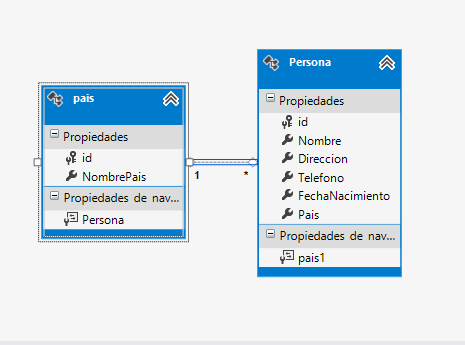 pais
Propiedades
id
NombrePais
Propiedades de nav...
Persona
1
*
Persona
Propiedades
id
Nombre
Direccion
Telefono
FechaNacimiento
Pais
Propiedades de nav...
pais1